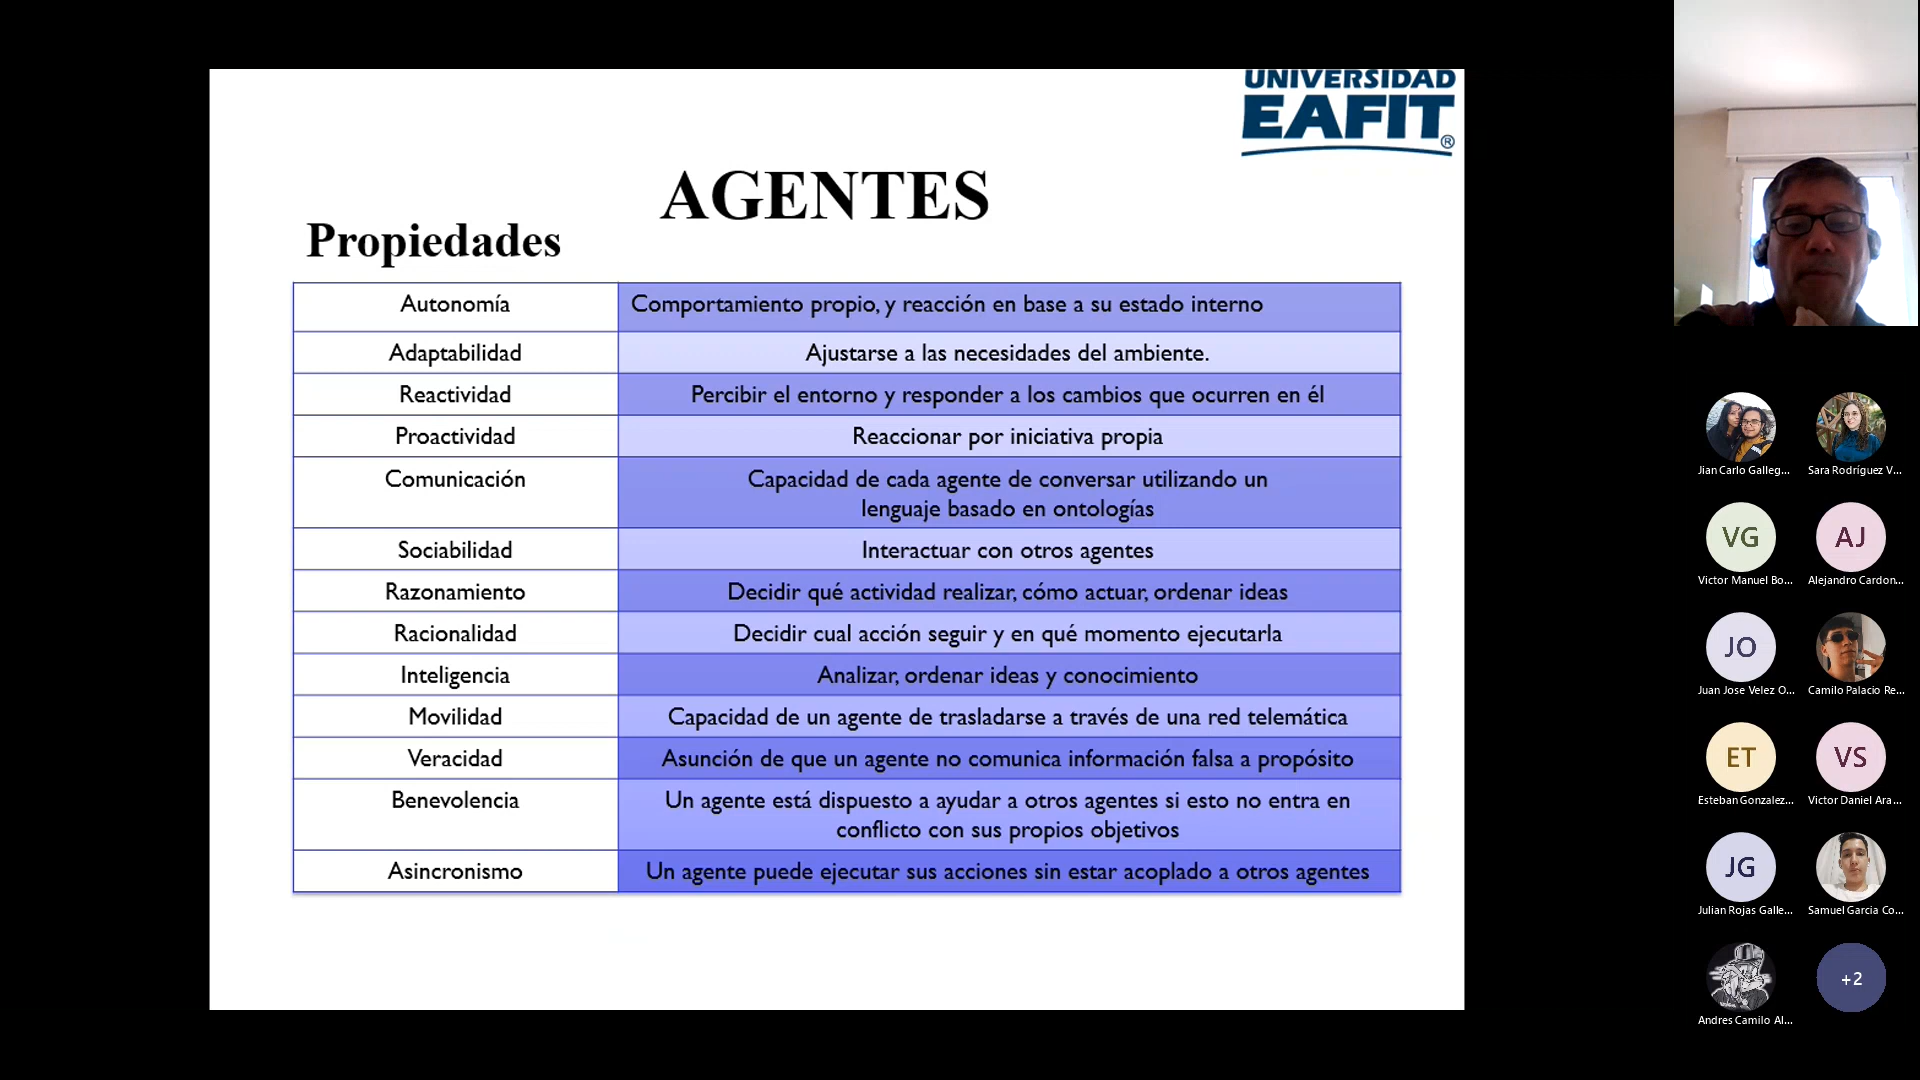 UNIVERSIDAD
EAFIT®
AGENTES
Propiedades
Autonomía
Comportamiento propio, y reacción en base a su estado interno
Adaptabilidad
Ajustarse a las necesidades del ambiente.
Reactividad
Percibir el entorno y responder a los cambios que ocurren en él
Proactividad
Reaccionar por iniciativa propia
Comunicación
Capacidad de cada agente de conversar utilizando un
lenguaje basado en ontologías
Sociabilidad
Interactuar con otros agentes
Razonamiento
Decidir qué actividad realizar, cómo actuar, ordenar ideas
Racionalidad
Decidir cual acción seguir y en qué momento ejecutarla
Inteligencia
Analizar, ordenar ideas y conocimiento
Movilidad
Capacidad de un agente de trasladarse a través de una red telemática
Veracidad
Asunción de que un agente no comunica información falsa a propósito
Benevolencia
Un agente está dispuesto a ayudar a otros agentes si esto no entra en
conflicto con sus propios objetivos
Asincronismo
Un agente puede ejecutar sus acciones sin estar acoplado a otros agentes
Jian Carlo Galleg...
Sara Rodríguez V...
VG
AJ
Victor Manuel Bo...
Alejandro Cardon...
JO
Juan Jose Velez O...
Camilo Palacio Re...
ET
VS
Esteban Gonzalez...
Victor Daniel Ara...
JG
Julian Rojas Galle...
Samuel Garcia Co...
+2
Andres Camilo Al...